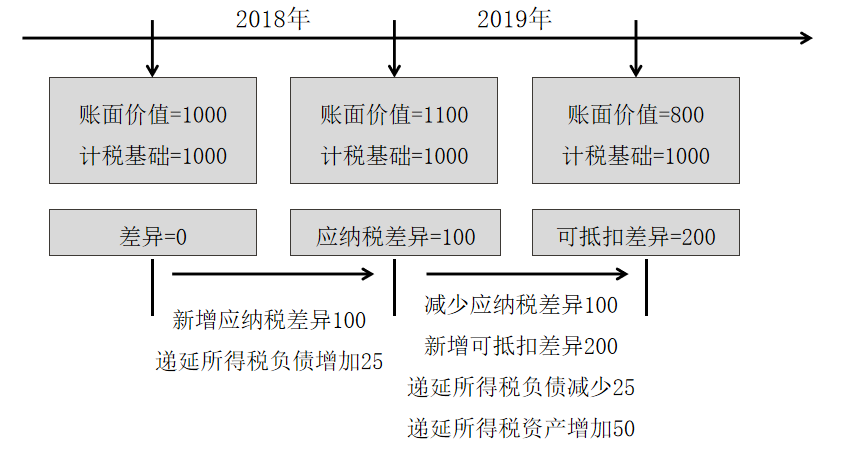 2018年
2019年
账面价值=1000
计税基础=1000
账面价值=1100
计税基础=1000
账面价值=800
计税基础=1000
差异=0
应纳税差异=100
可抵扣差异=200
新增应纳税差异100
递延所得税负债增加25
减少应纳税差异100
新增可抵扣差异200
递延所得税负债减少25
递延所得税资产增加50